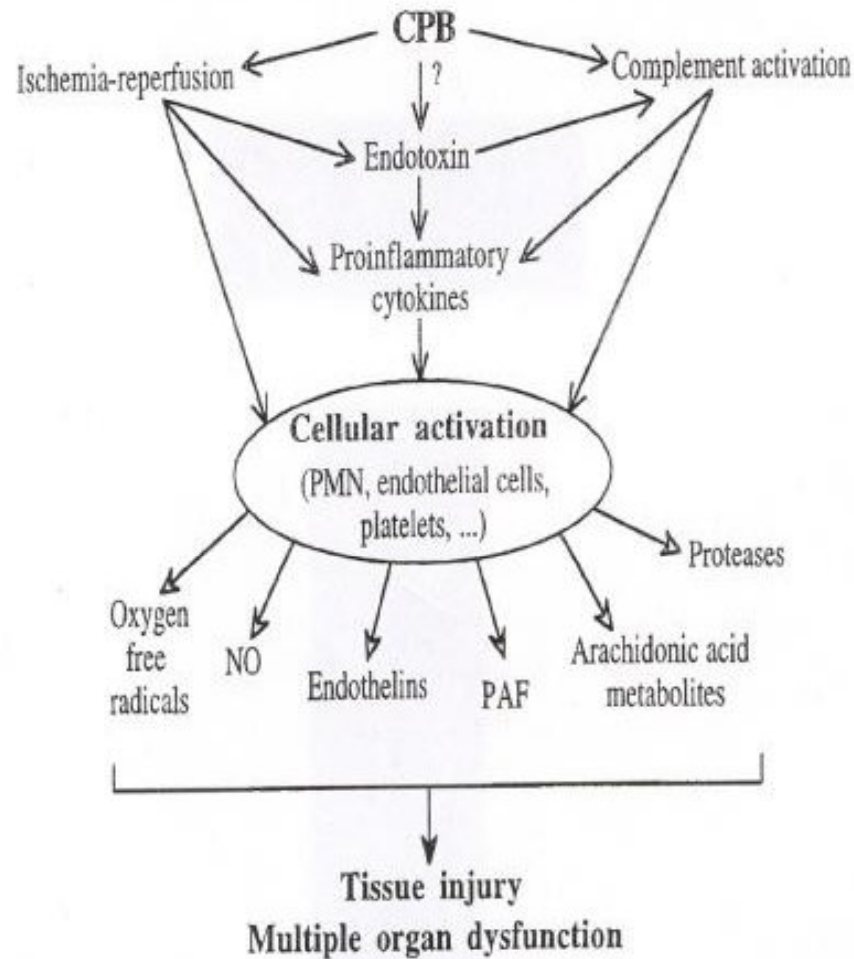 CPB
Ischemia-reperfusion
?
Complement activation
Endotoxin
Proinflammatory
cytokines
Cellular activation
(PMN, endothelial cells,
platelets, ...)
Proteases
Oxygen
free
radicals
NO
Endothelins
PAF
Arachidonic acid
metabolites
Tissue injury
Multiple organ dysfunction